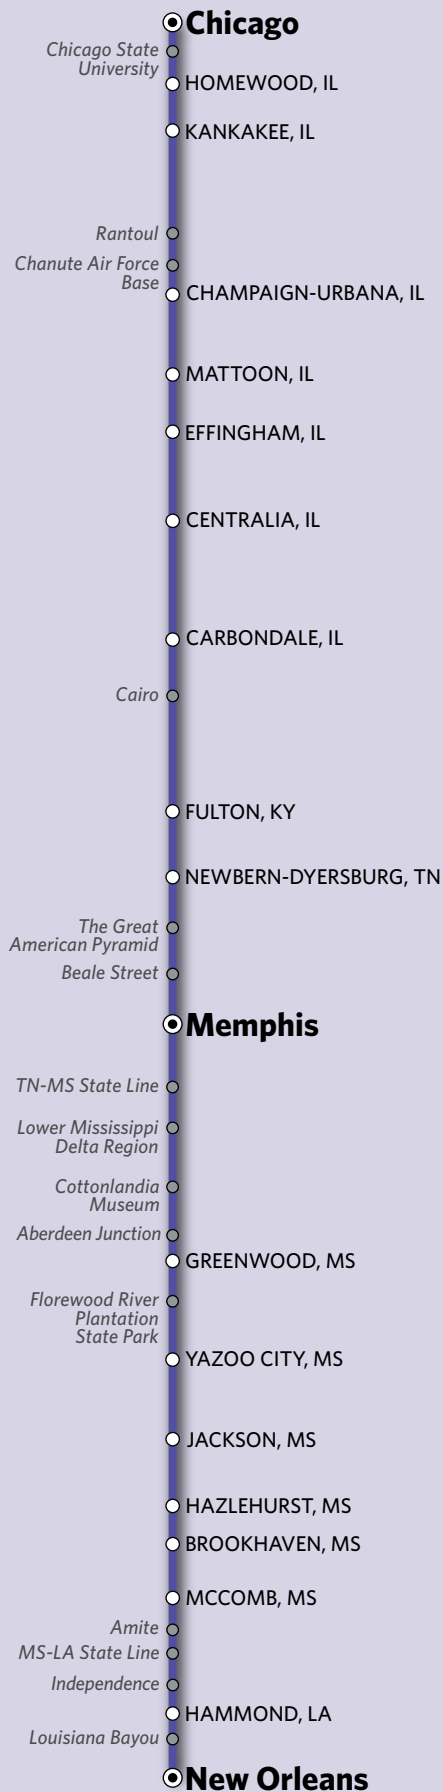 Chicago
Chicago State
University
HOMEWOOD, IL
KANKAKEE, IL
Rantoul
Chanute Air Force
Base
CHAMPAIGN-URBANA, IL
MATTOON, IL
EFFINGHAM, IL
CENTRALIA, IL
CARBONDALE, IL
Cairo
FULTON, KY
NEWBERN-DYERSBURG, TN
The Great
American Pyramid
Beale Street
Memphis
TN-MS State Line
Lower Mississippi
Delta Region
Cottonlandia
Museum
Aberdeen Junction
GREENWOOD, MS
Florewood River
Plantation
State Park
YAZOO CITY, MS
JACKSON, MS
HAZLEHURST, MS
BROOKHAVEN, MS
MCCOMB, MS
Amite
MS-LA State Line
Independence
HAMMOND, LA
Louisiana Bayou
New Orleans